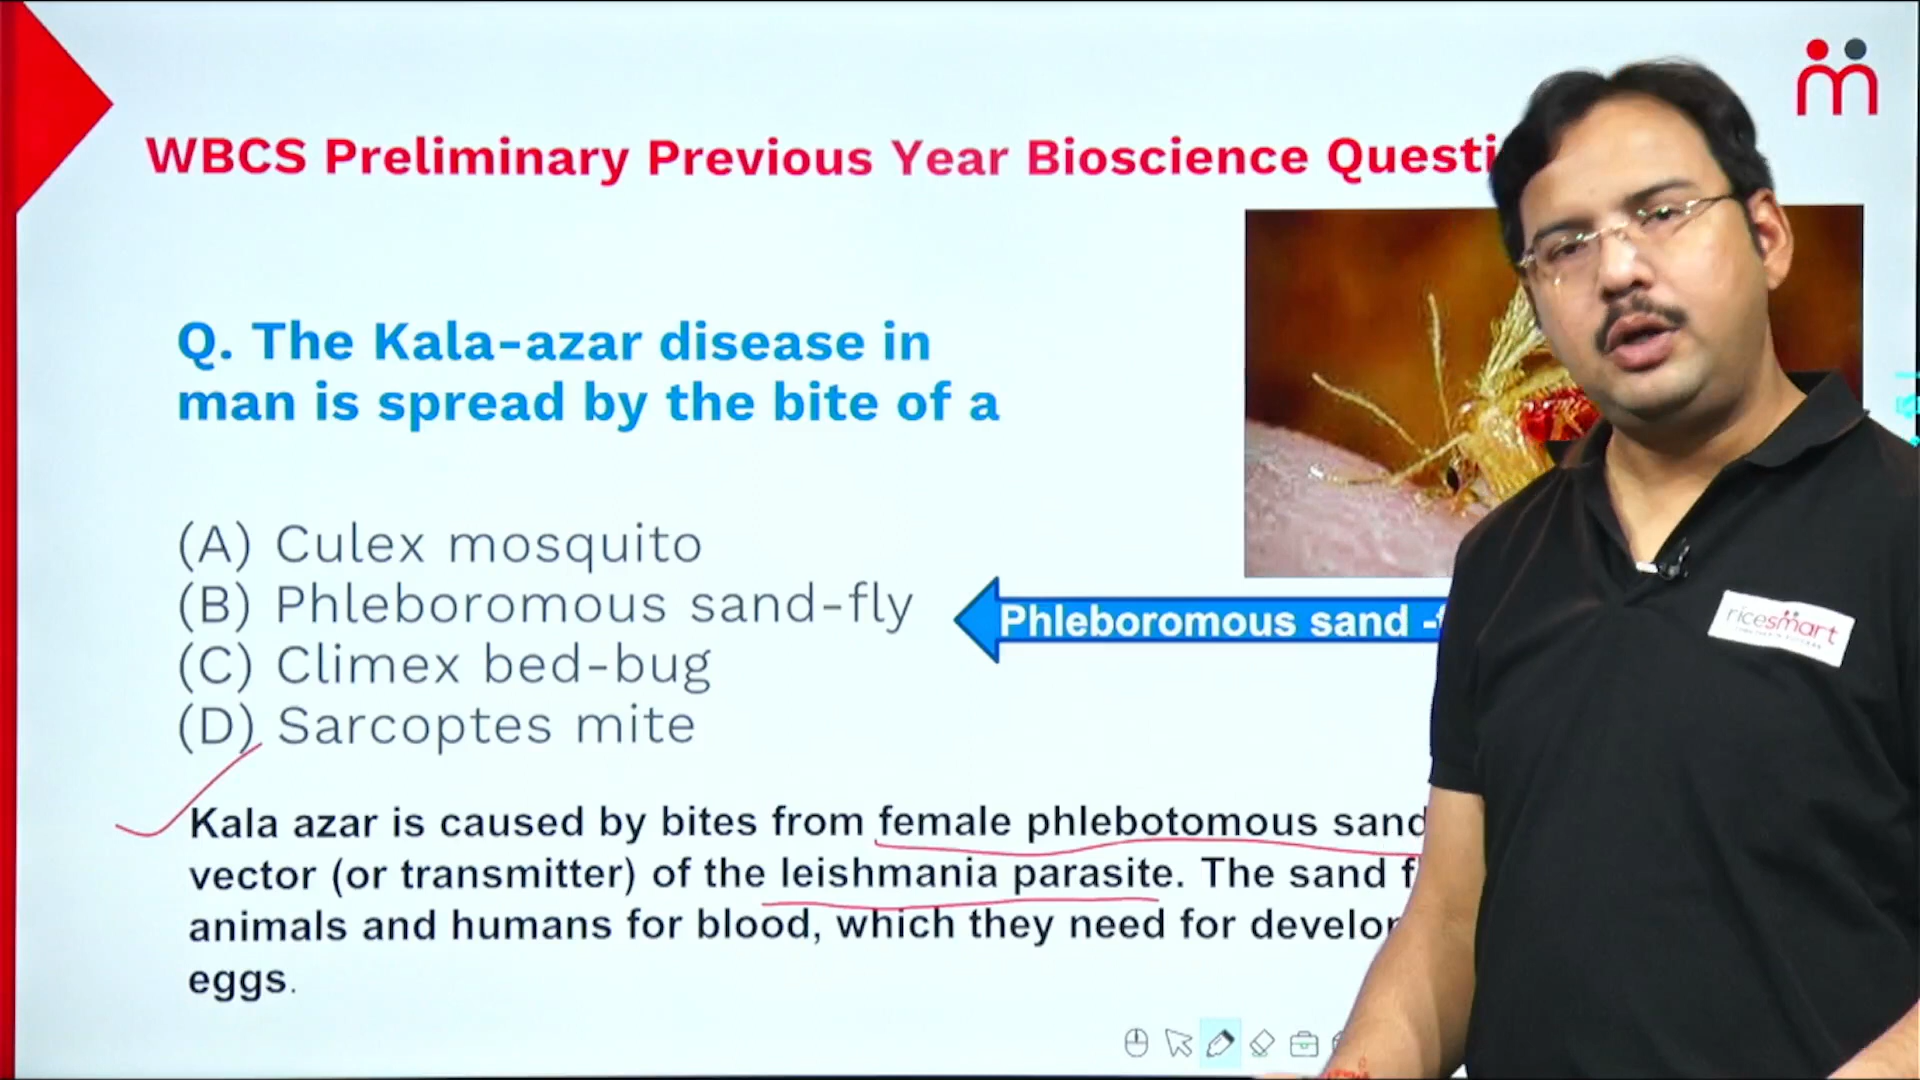 WBCS Preliminary Previous Year Bioscience
Q. The Kala-azar disease in
man is spread by the bite of a
(A) Culex mosquito
(B) Phleboromous sand-fly
(C) Climex bed-bug
(D) Sarcoptes mite
Phleboromous sand -
ricesmart
Kala azar is caused by bites from female phlebotomous sand
vector (or transmitter) of the leishmania parasite. The sand
animals and humans for blood, which they need for
eggs.